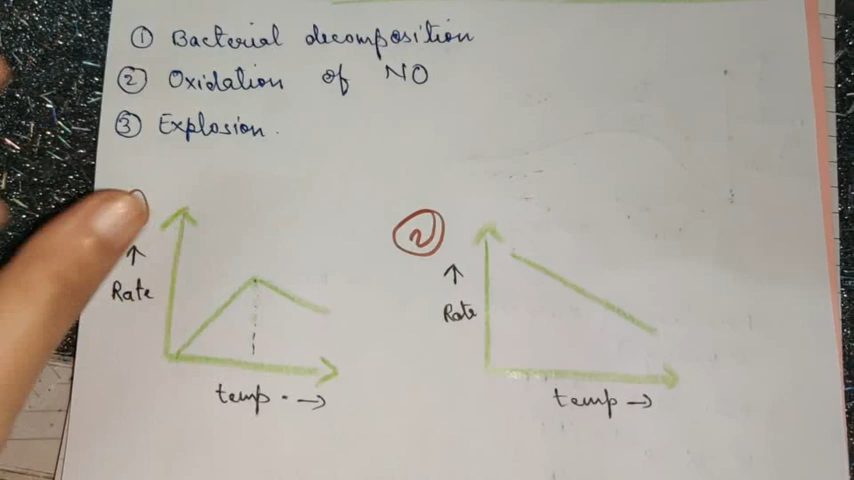 ① Bacterial decomposition
② Oxidation of NO
③ Explosion.
↑
Rate
temp. →
②
↑
Rate
temp →